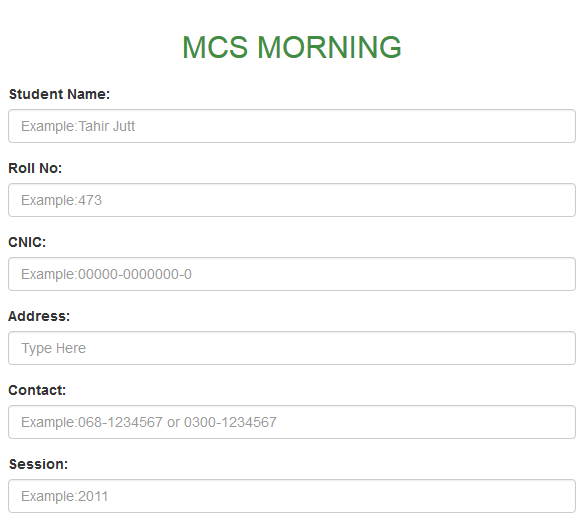 MCS MORNING
Student Name:
Example:Tahir Jutt
Roll No:
Example:473
CNIC:
Example:00000-0000000-0
Address:
Type Here
Contact:
Example:068-1234567 or 0300-1234567
Session:
Example:2011